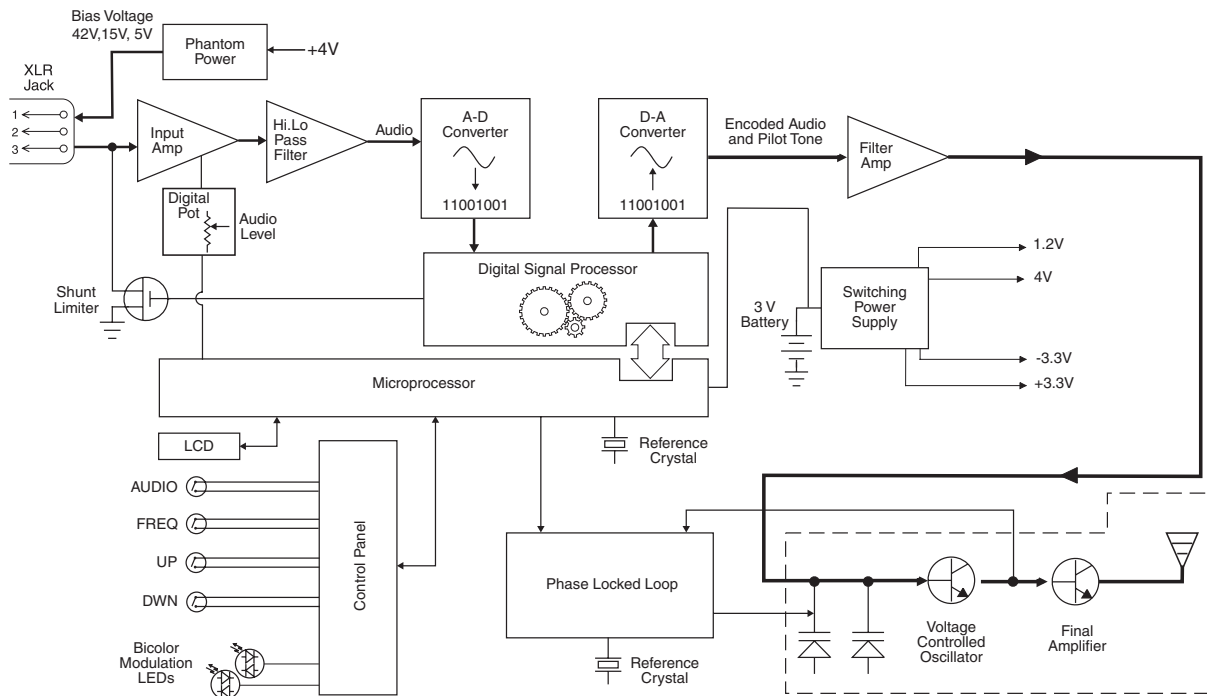 Bias Voltage
42V,15V, 5V
Phantom
Power
+4V
XLR
Jack
1
2
3
Input
Amp
Hi.Lo
Pass
Filter
Audio
A-D
Converter
11001001
D-A
Converter
11001001
Encoded Audio
and Pilot Tone
Filter
Amp
Digital
Pot
Audio
Level
Shunt
Limiter
Digital Signal Processor
3 V
Battery
Switching
Power
Supply
1.2V
4V
-3.3V
+3.3V
Microprocessor
LCD
Reference
Crystal
AUDIO
FREQ
UP
DWN
Bicolor
Modulation
LEDs
Control Panel
Phase Locked Loop
Reference
Crystal
Voltage
Controlled
Oscillator
Final
Amplifier